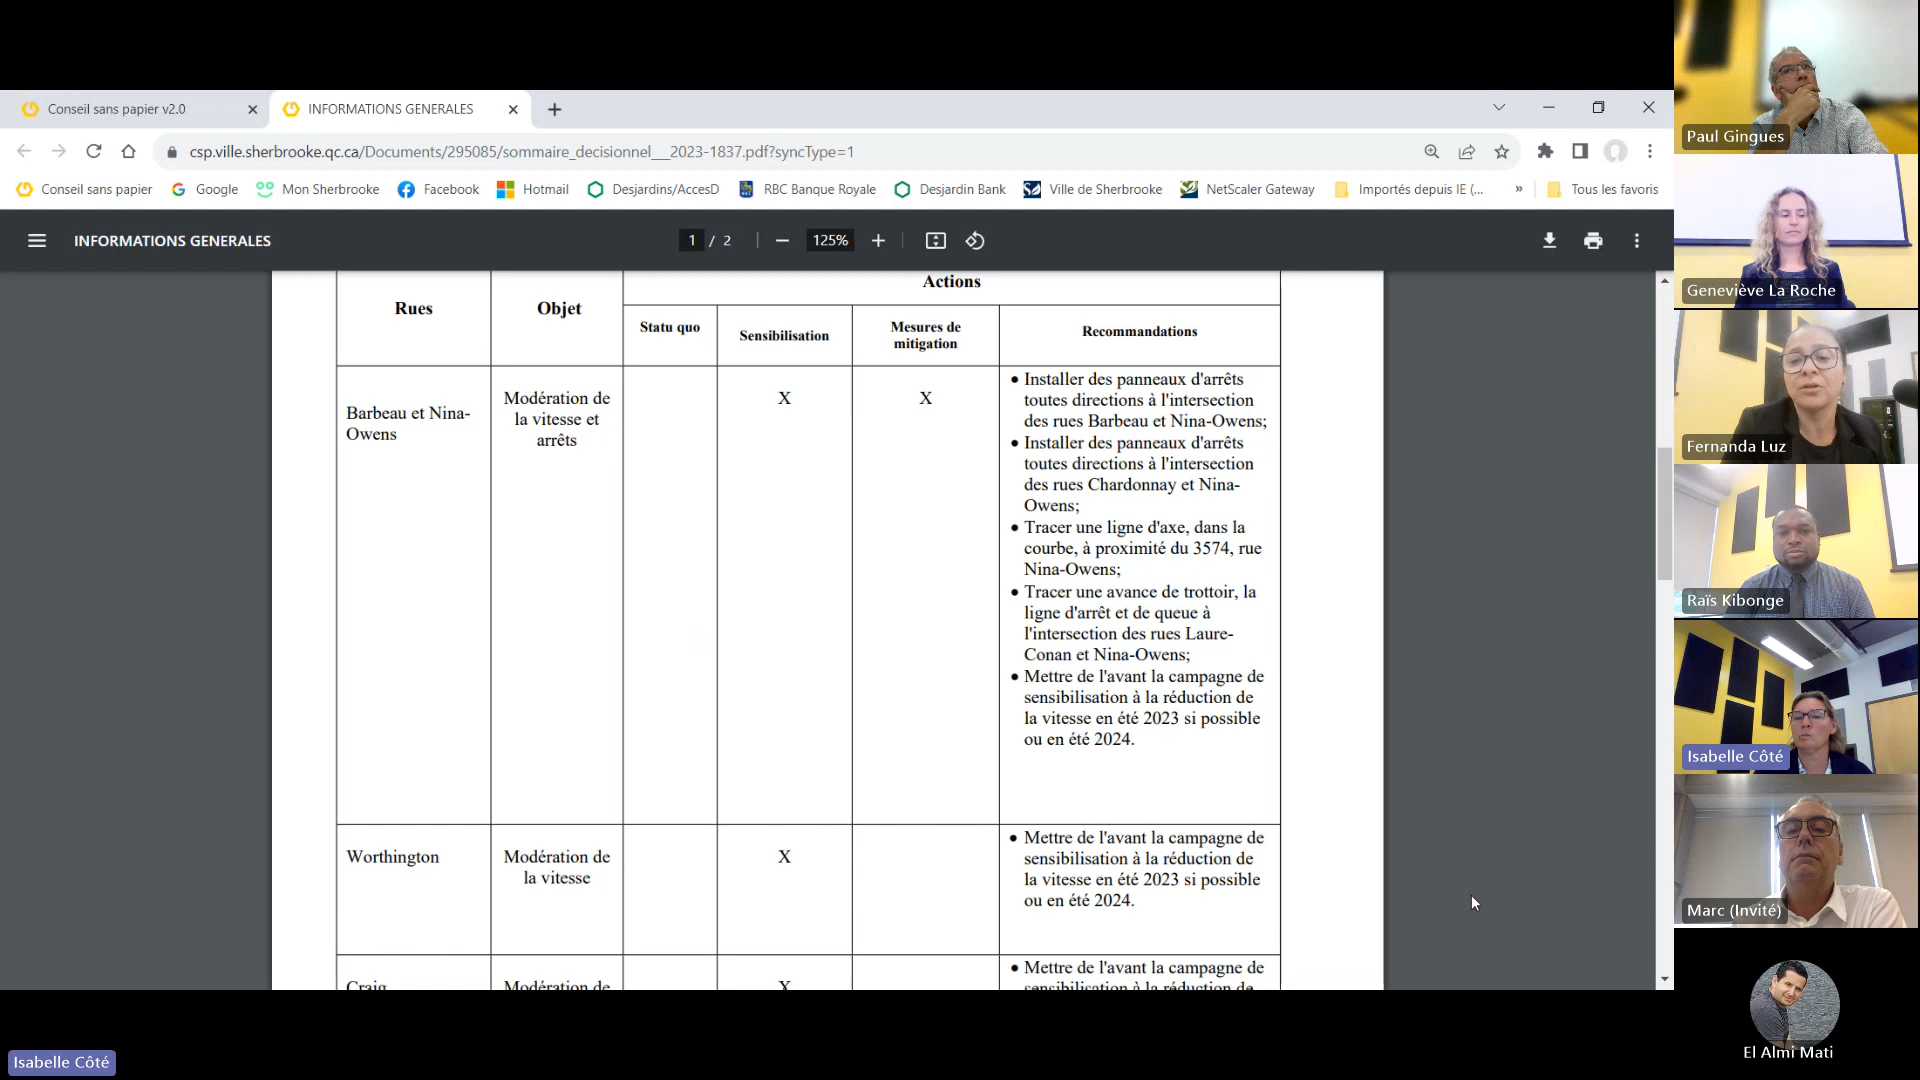 Conseil sans papier v2.0
INFORMATIONS GENERALES
csp.ville.sherbrooke.qc.ca/Documents/295085/sommaire_decisionnel__2023-1837.pdf?syncType=1
Conseil sans papier
Google
Mon Sherbrooke
Facebook
Hotmail
Desjardins/AccesD
RBC Banque Royale
Desjardin Bank
Ville de Sherbrooke
NetScaler Gateway
Importés depuis IE (...
»
Tous les favoris
INFORMATIONS GENERALES
1 / 2
125%
Rues
Objet
Actions
Statu quo
Sensibilisation
Mesures de
mitigation
Recommandations
Barbeau et Nina-
Owens
Modération de
la vitesse et
arrêts
X
X
• Installer des panneaux d'arrêts
toutes directions à l'intersection
des rues Barbeau et Nina-Owens;
• Installer des panneaux d'arrêts
toutes directions à l'intersection
des rues Chardonnay et Nina-
Owens;
• Tracer une ligne d'axe, dans la
courbe, à proximité du 3574, rue
Nina-Owens;
• Tracer une avance de trottoir, la
ligne d'arrêt et de queue à
l'intersection des rues Laure-
Conan et Nina-Owens;
• Mettre de l'avant la campagne de
sensibilisation à la réduction de
la vitesse en été 2023 si possible
ou en été 2024.
Worthington
Modération de
la vitesse
X
• Mettre de l'avant la campagne de
sensibilisation à la réduction de
la vitesse en été 2023 si possible
ou en été 2024.
Craig
Modération de
X
• Mettre de l'avant la campagne de
sensibilisation à la réduction de
Paul Gingues
Geneviève La Roche
Fernanda Luz
Raïs Kibonge
Isabelle Côté
Marc (Invité)
El Almi Mati
Isabelle Côté